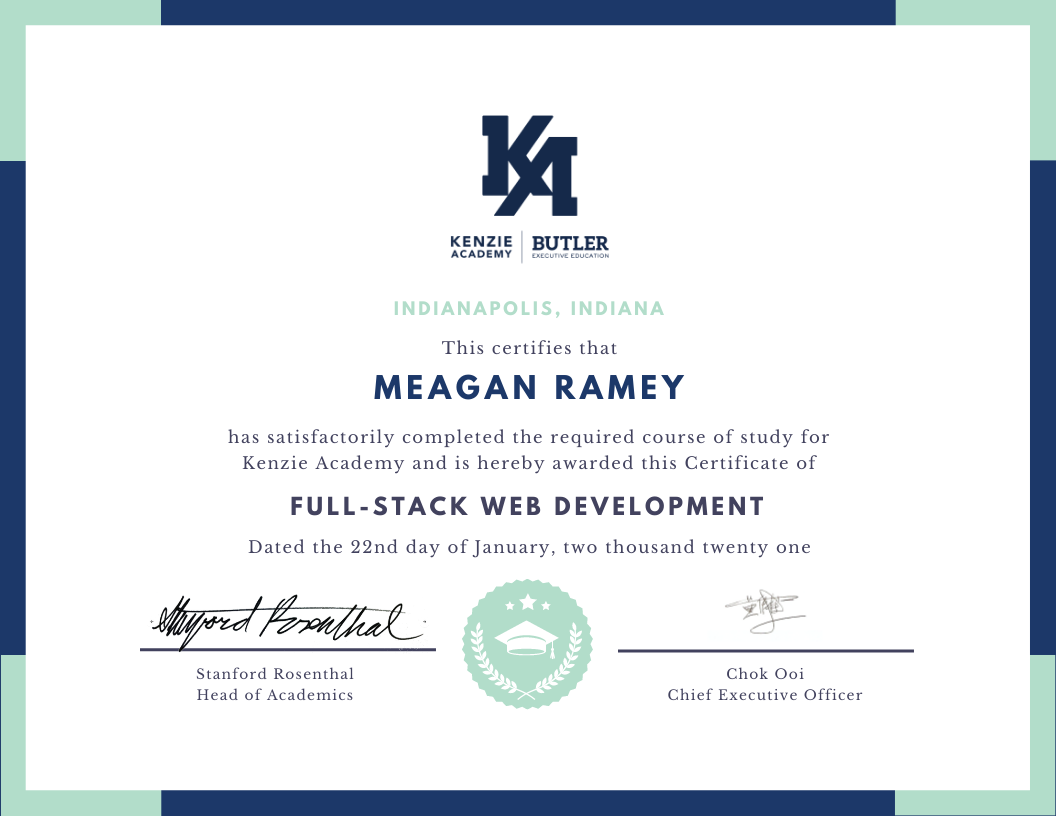 KA
KENZIE ACADEMY | BUTLER EXECUTIVE EDUCATION
INDIANAPOLIS, INDIANA
This certifies that
MEAGAN RAMEY
has satisfactorily completed the required course of study for
Kenzie Academy and is hereby awarded this Certificate of
FULL-STACK WEB DEVELOPMENT
Dated the 22nd day of January, two thousand twenty one
Stanford Rosenthal
Stanford Rosenthal
Head of Academics
Chok Ooi
Chief Executive Officer